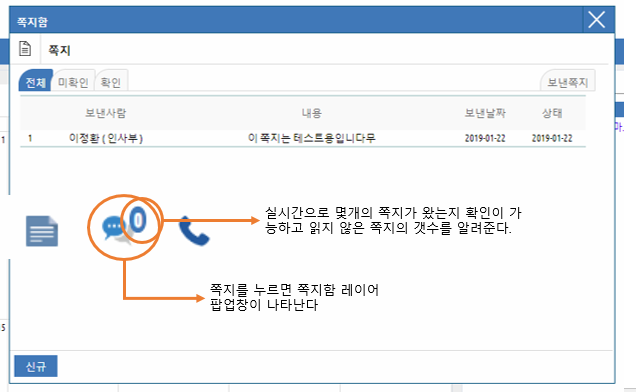 쪽지함
쪽지
전체 미확인 확인 보낸쪽지
보낸사람 내용 보낸날짜 상태
1 이정환 ( 인사부 ) 이 쪽지는 테스트용입니다무 2019-01-22 2019-01-22
0
실시간으로 몇개의 쪽지가 왔는지 확인이 가
능하고 읽지 않은 쪽지의 갯수를 알려준다.
쪽지를 누르면 쪽지함 레이어
팝업창이 나타난다
신규
1
5
마.